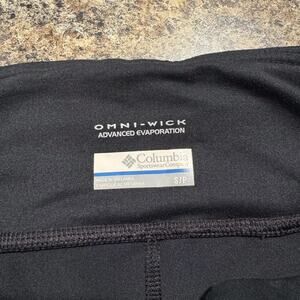 OMNI-WICK
ADVANCED EVAPORATION
Columbia
Sportswear Company
S/P